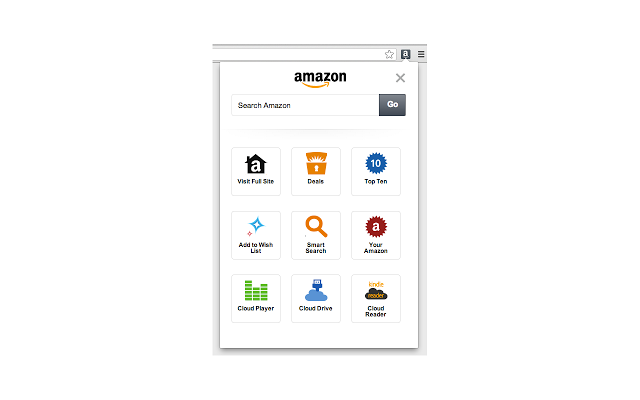 a
amazon
Search Amazon
Go
a
10
Visit Full Site
Deals
Top Ten
a
Add to Wish
List
Smart
Search
Your
Amazon
kindle
reader
Cloud Player
Cloud Drive
Cloud
Reader